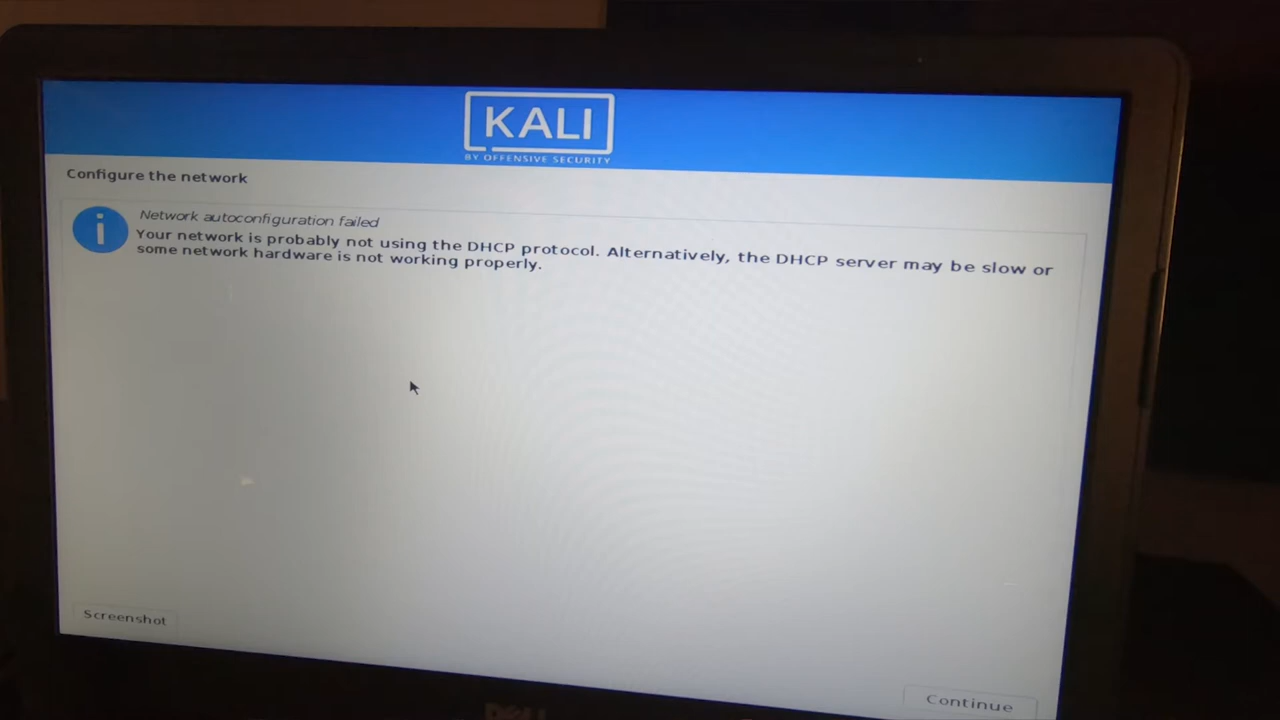 KALI
BY OFFENSIVE SECURITY
Configure the network
Network autoconfiguration failed
Your network is probably not using the DHCP protocol. Alternatively, the DHCP server may be slow or
some network hardware is not working properly.
Screenshot
Continue
DELL